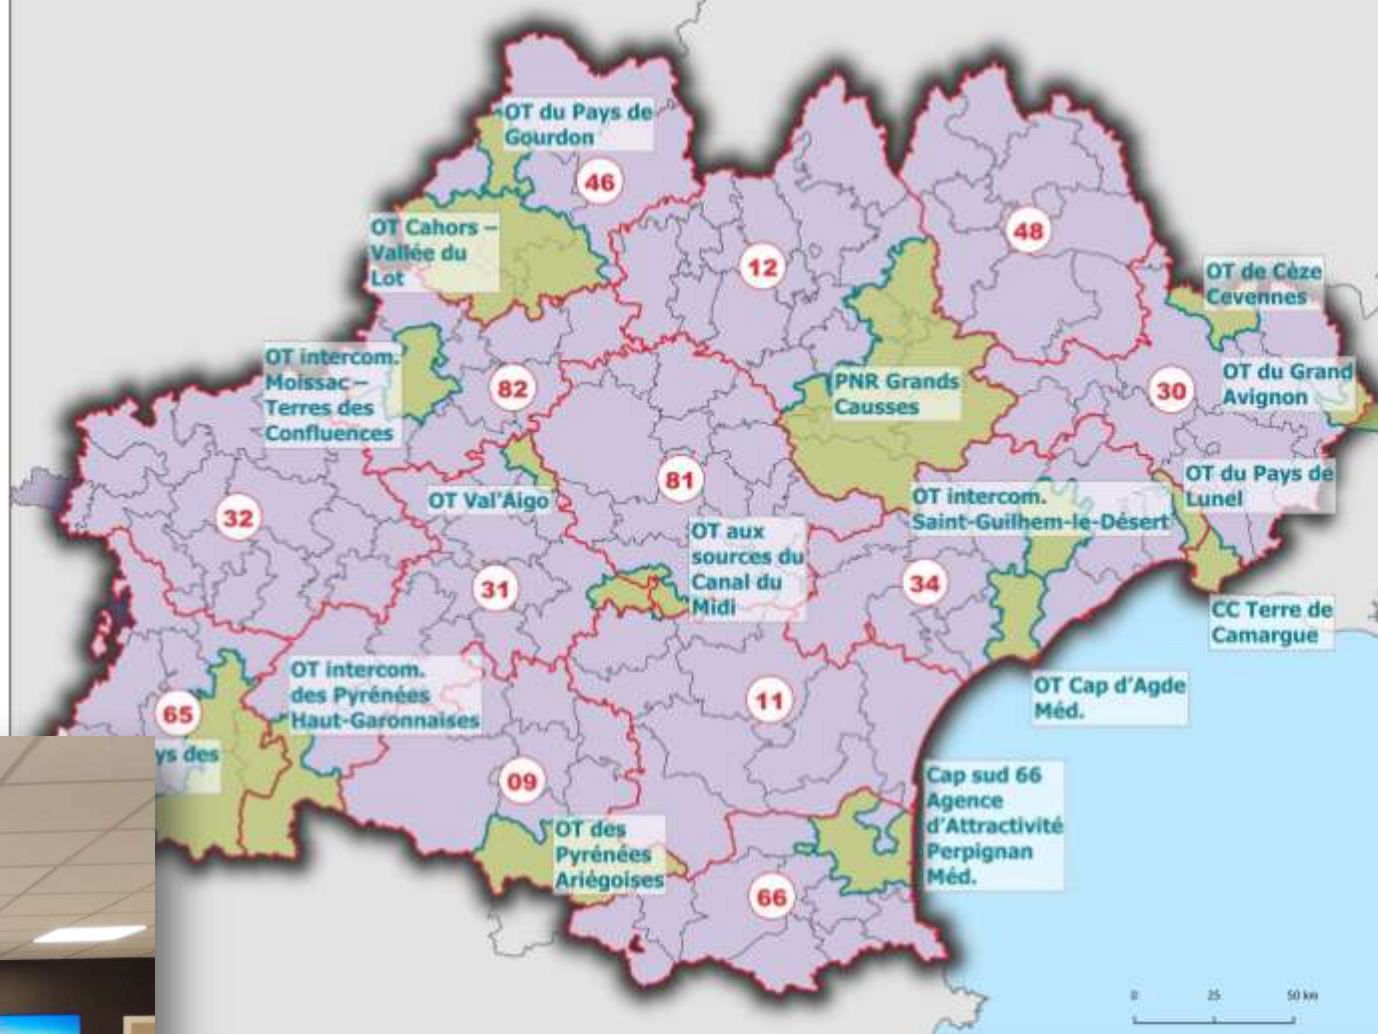 OT du Pays de
Gourdon
46
OT Cahors –
Vallée du
Lot
48
12
OT de Cèze
Cevennes
OT intercom.
Moissac –
Terres des
Confluences
82
PNR Grands
Causses
30
OT du Grand
Avignon
OT Val'Aigo
81
OT du Pays de
Lunel
32
OT intercom.
Saint-Guilhem-le-Désert
OT aux
sources du
Canal du
Midi
31
34
CC Terre de
Camargue
OT intercom.
des Pyrénées
Haut-Garonnaises
65
ys des
11
OT Cap d'Agde
Méd.
09
Cap sud 66
Agence
d'Attractivité
Perpignan
Méd.
OT des
Pyrénées
Ariégoises
66
0 25 50 km